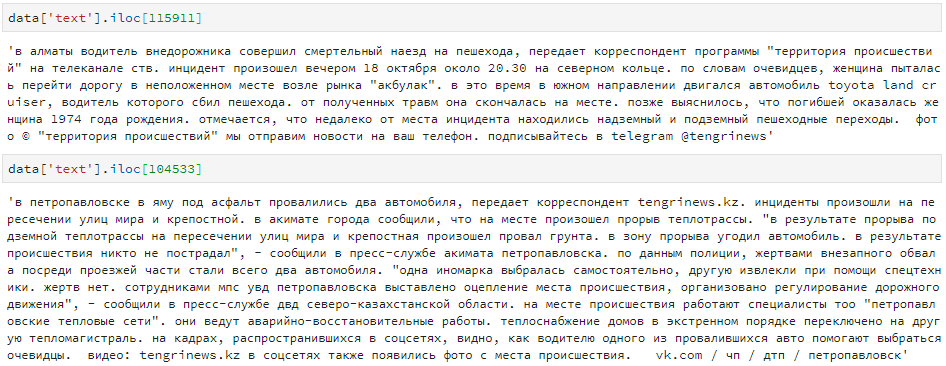 data['text'].iloc[115911]
'в алматы водитель внедорожника совершил смертельный наезд на пешехода, передает корреспондент программы "территория происшестви
й" на телеканале ств. инцидент произошел вечером 18 октября около 20.30 на северном кольце. по словам очевидцев, женщина пыталас
ь перейти дорогу в неположенном месте возле рынка "акбулак". в это время в южном направлении двигался автомобиль toyota land cr
uiser, водитель которого сбил пешехода. от полученных травм она скончалась на месте. позже выяснилось, что погибшей оказалась же
нщина 1974 года рождения. отмечается, что недалеко от места инцидента находились надземный и подземный пешеходные переходы.  фот
о © "территория происшествий" мы отправим новости на ваш телефон. подписывайтесь в telegram @tengrinews'
data['text'].iloc[104533]
'в петропавловске в яму под асфальт провалились два автомобиля, передает корреспондент tengrinews.kz. инциденты произошли на пе
ресечении улиц мира и крепостной. в акимате города сообщили, что на месте произошел прорыв теплотрассы. "в результате прорыва по
дземной теплотрассы на пересечении улиц мира и крепостная произошел провал грунта. в зону прорыва угодил автомобиль. в результате
происшествия никто не пострадал", - сообщили в пресс-службе акимата петропавловска. по данным полиции, жертвами внезапного обвал
а посреди проезжей части стали всего два автомобиля. "одна иномарка выбралась самостоятельно, другую извлекли при помощи спецтехн
ики. жертв нет. сотрудниками мпс увд петропавловска выставлено оцепление места происшествия, организовано регулирование дорожного
движения", - сообщили в пресс-службе двд северо-казахстанской области. на месте происшествия работают специалисты тоо "петропавл
овские тепловые сети". они ведут аварийно-восстановительные работы. теплоснабжение домов в экстренном порядке переключено на друг
ую тепломагистраль. на кадрах, распространившихся в соцсетях, видно, как водителю одного из провалившихся авто помогают выбраться
очевидцы.  видео: tengrinews.kz в соцсетях также появились фото с места происшествия.   vk.com / чп / дтп / петропавловск'